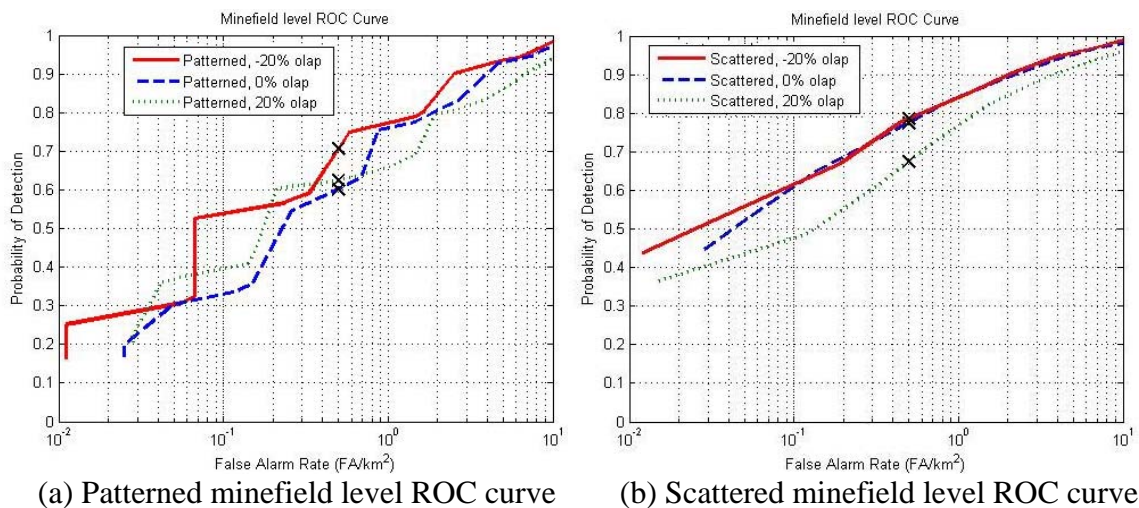 Minefield level ROC Curve
1
0.9
0.8
0.7
0.6
0.5
0.4
0.3
0.2
0.1
0
Probability of Detection
Patterned, -20% olap
Patterned, 0% olap
Patterned, 20% olap
10^-2 10^-1 10^0 10^1
False Alarm Rate (FA/km^2)
(a) Patterned minefield level ROC curve
Minefield level ROC Curve
1
0.9
0.8
0.7
0.6
0.5
0.4
0.3
0.2
0.1
0
Probability of Detection
Scattered, -20% olap
Scattered, 0% olap
Scattered, 20% olap
10^-2 10^-1 10^0 10^1
False Alarm Rate (FA/km^2)
(b) Scattered minefield level ROC curve